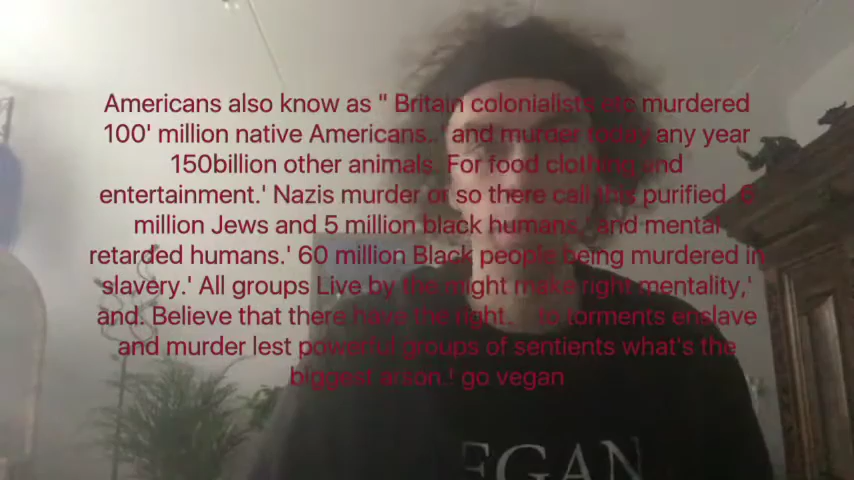 Americans also know as " Britain colonialists etc murdered
100' million native Americans.. ' and murder today any year
150billion other animals. For food clothing and
entertainment.' Nazis murder or so there call this purified. 6
million Jews and 5 million black humans,' and mental
retarded humans.' 60 million Black people being murdered in
slavery.' All groups Live by the might make right mentality,'
and. Believe that there have the right. to torments enslave
and murder lest powerful groups of sentients what's the
biggest arson.! go vegan
EGAN